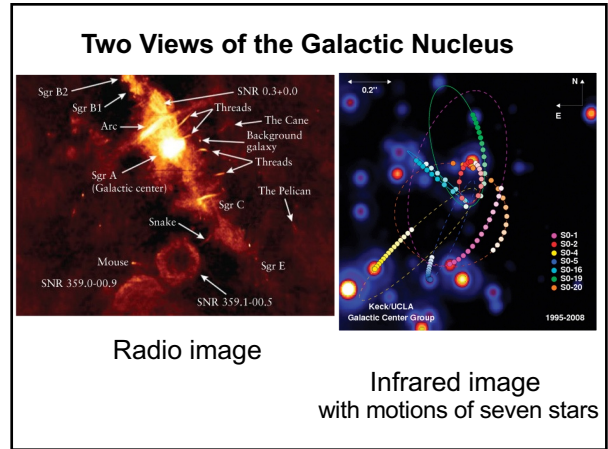 Two Views of the Galactic Nucleus
Sgr B2
Sgr B1
Arc
Sgr A
(Galactic center)
SNR 0.3+0.0
Threads
The Cane
Background
galaxy
Threads
The Pelican
Sgr C
Snake
Sgr E
Mouse
SNR 359.0-00.9
SNR 359.1-00.5
0.2"
N
E
S0-1
S0-2
S0-4
S0-5
S0-16
S0-19
S0-20
Keck/UCLA
Galactic Center Group
1995-2008
Radio image
Infrared image
with motions of seven stars